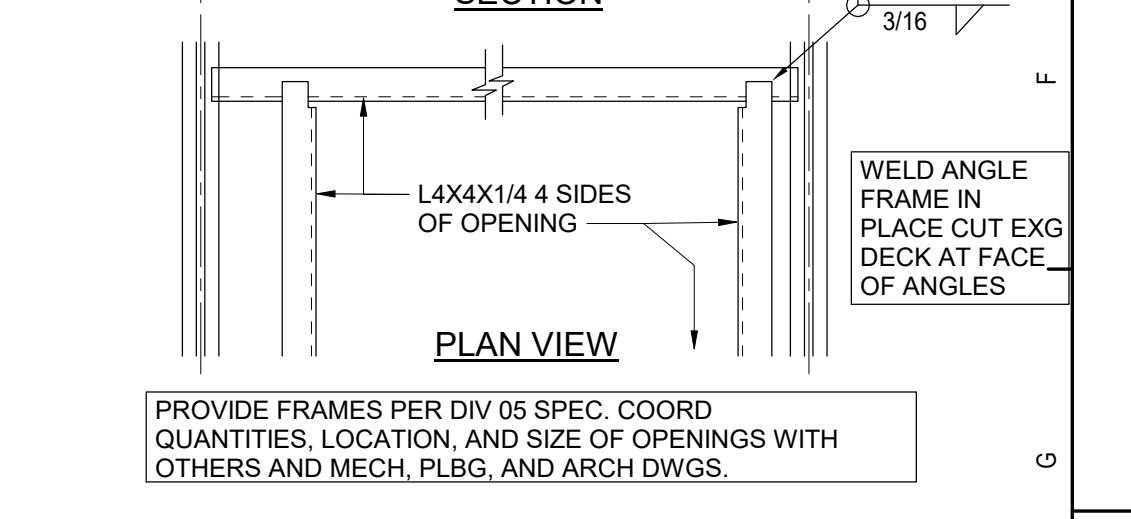 SECTION
3/16
F
WELD ANGLE
FRAME IN
PLACE CUT EXG
DECK AT FACE
OF ANGLES
L4X4X1/4 4 SIDES
OF OPENING
PLAN VIEW
PROVIDE FRAMES PER DIV 05 SPEC. COORD
QUANTITIES, LOCATION, AND SIZE OF OPENINGS WITH
OTHERS AND MECH, PLBG, AND ARCH DWGS.
G